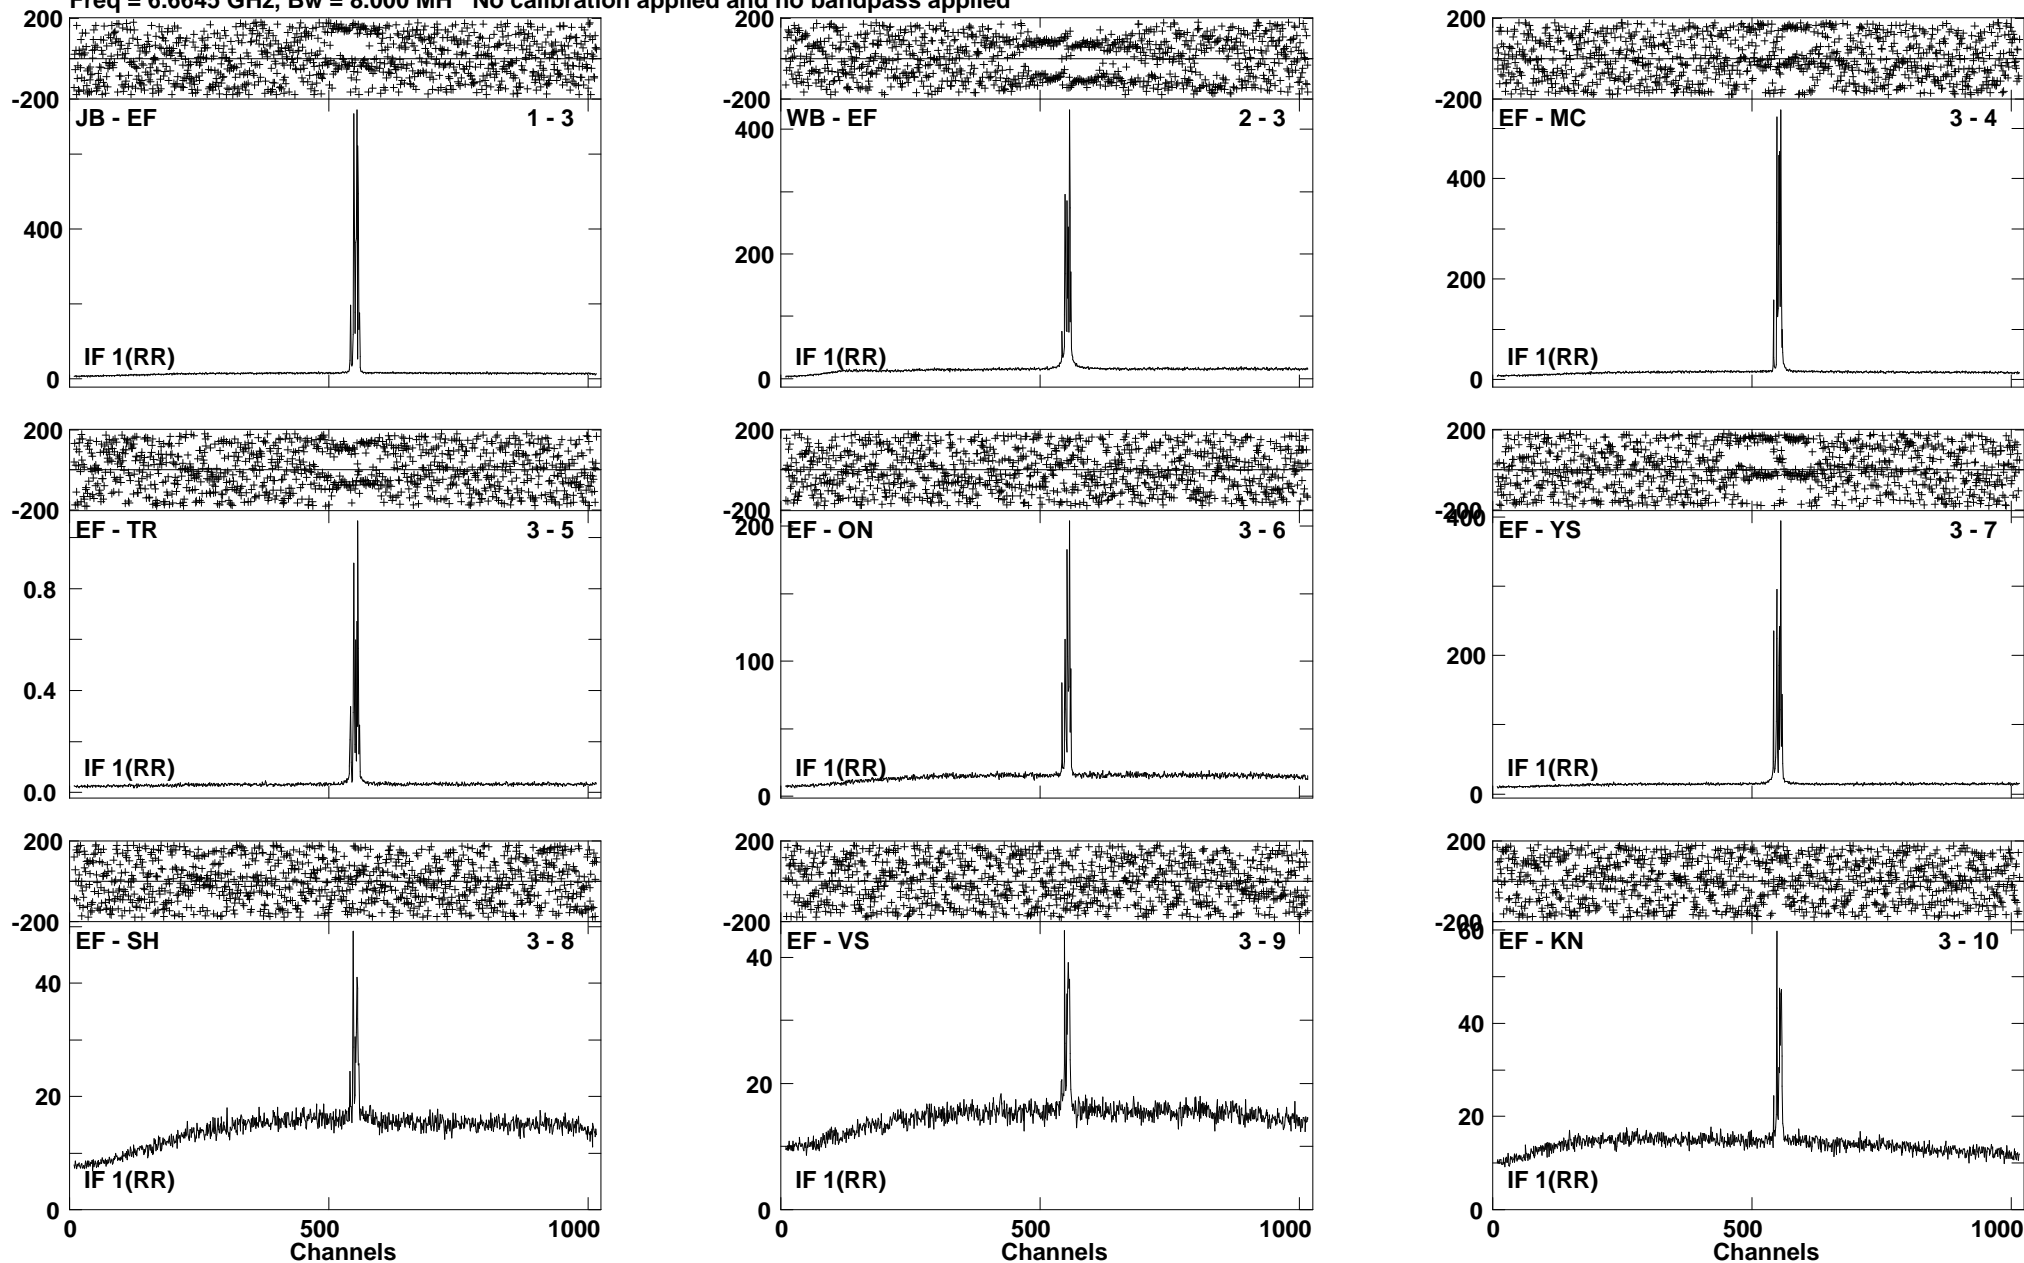 Freq = 6.6645 GHz, Bw = 8.000 MH No calibration applied and no bandpass applied
200 200 200
-200 -200 -200
JB - EF 1 - 3 WB - EF 2 - 3 EF - MC 3 - 4
400 400 400
200 200
IF 1(RR) IF 1(RR) IF 1(RR)
0 0 0
200 200 200
-200 -200 -200
200 400
EF - TR 3 - 5 EF - ON 3 - 6 EF - YS 3 - 7
0.8 100 200
0.4
IF 1(RR) IF 1(RR) IF 1(RR)
0.0 0 0
200 200 200
-200 -200 -200
60
EF - SH 3 - 8 EF - VS 3 - 9 EF - KN 3 - 10
40 40 40
20 20 20
IF 1(RR) IF 1(RR) IF 1(RR)
0 0 0
0 500 1000 0 500 1000 0 500 1000
Channels Channels Channels